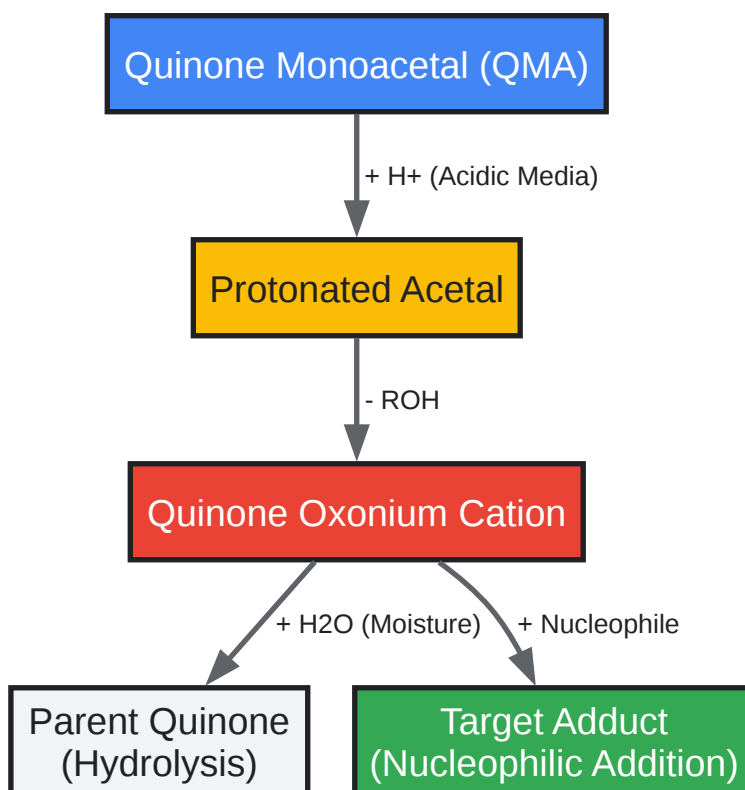 Quinone Monoacetal (QMA)
+ H+ (Acidic Media)
Protonated Acetal
- ROH
Quinone Oxonium Cation
+ H2O (Moisture)
+ Nucleophile
Parent Quinone
(Hydrolysis)
Target Adduct
(Nucleophilic Addition)